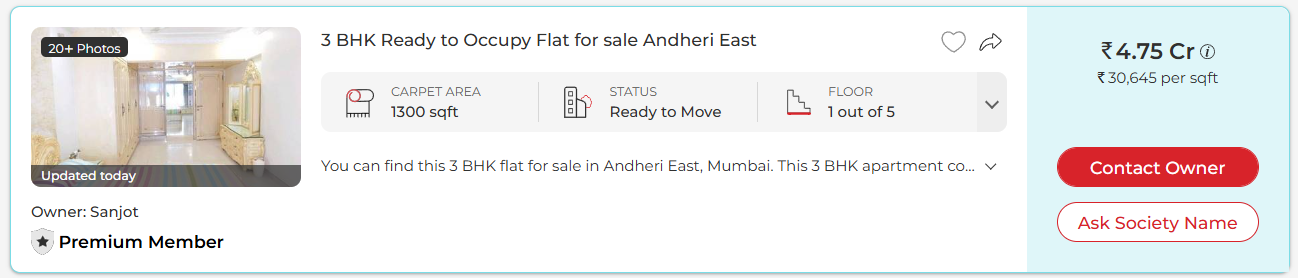 20+ Photos
Updated today
Owner: Sanjot
Premium Member
3 BHK Ready to Occupy Flat for sale Andheri East
CARPET AREA
1300 sqft
STATUS
Ready to Move
FLOOR
1 out of 5
You can find this 3 BHK flat for sale in Andheri East, Mumbai. This 3 BHK apartment co...
₹4.75 Cr
₹30,645 per sqft
Contact Owner
Ask Society Name